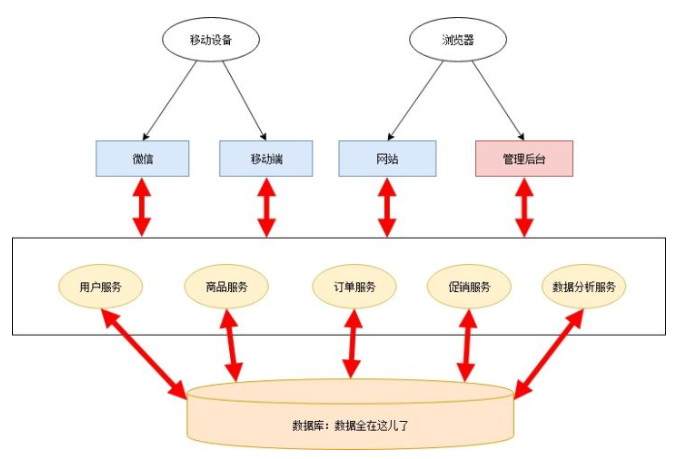 移动设备
浏览器
微信
移动端
网站
管理后台
用户服务
商品服务
订单服务
促销服务
数据分析服务
数据库：数据全在这儿了